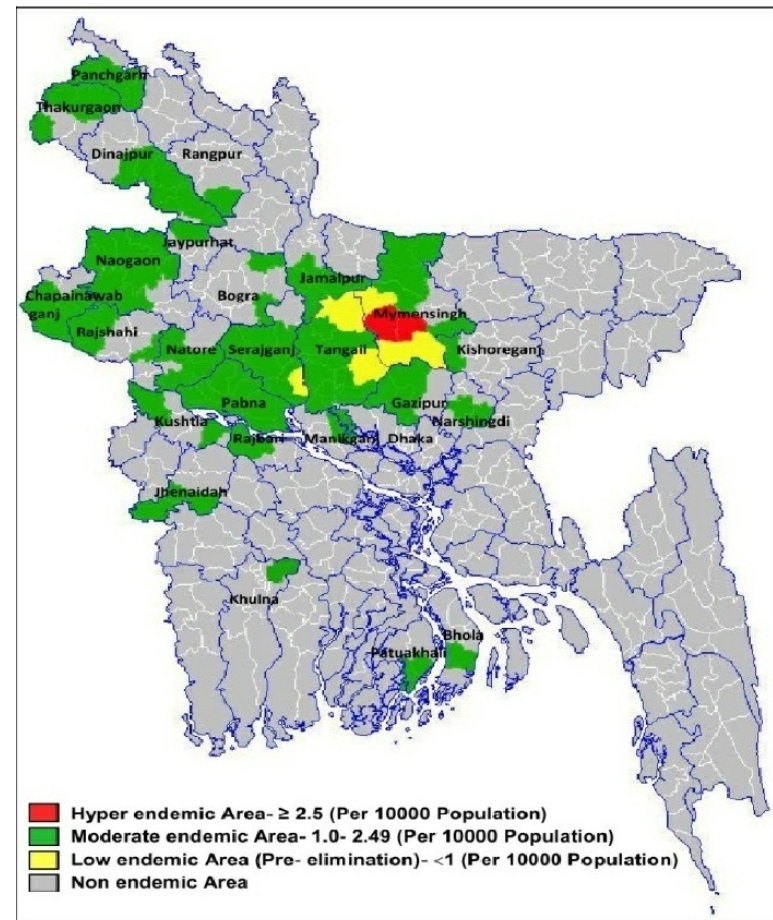 Panchgarh
Thakurgaon
Dinajpur
Rangpur
Jaypurhat
Naogaon
Jamalpur
Chapainawab
ganj
Bogra
Mymensingh
Rajshahi
Natore
Serajganj
Tangail
Kishoreganj
Pabna
Gazipur
Kushtia
Narshingdi
Rajbari
Manikganj
Dhaka
Jhenaidah
Khulna
Bhola
Patuakhali
Hyper endemic Area- ≥ 2.5 (Per 10000 Population)
Moderate endemic Area- 1.0- 2.49 (Per 10000 Population)
Low endemic Area (Pre- elimination)- <1 (Per 10000 Population)
Non endemic Area